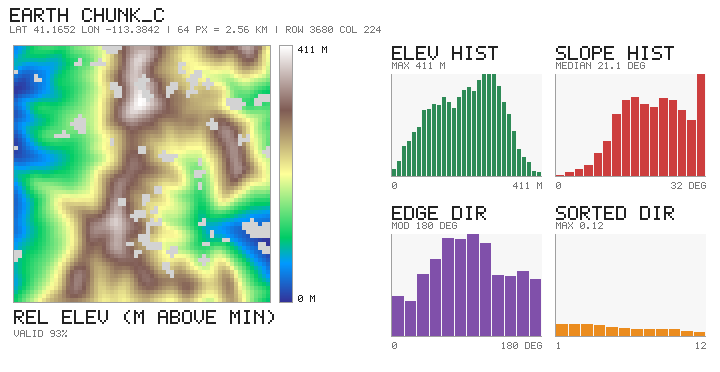 EARTH CHUNK_C
LAT 41.1652 LON -113.3842 | 64 PX = 2.56 KM | ROW 3680 COL 224
411 M
0 M
REL ELEV (M ABOVE MIN)
VALID 93%
ELEV HIST
MAX 411 M
0 411 M
SLOPE HIST
MEDIAN 21.1 DEG
0 32 DEG
EDGE DIR
MOD 180 DEG
0 180 DEG
SORTED DIR
MAX 0.12
1 12